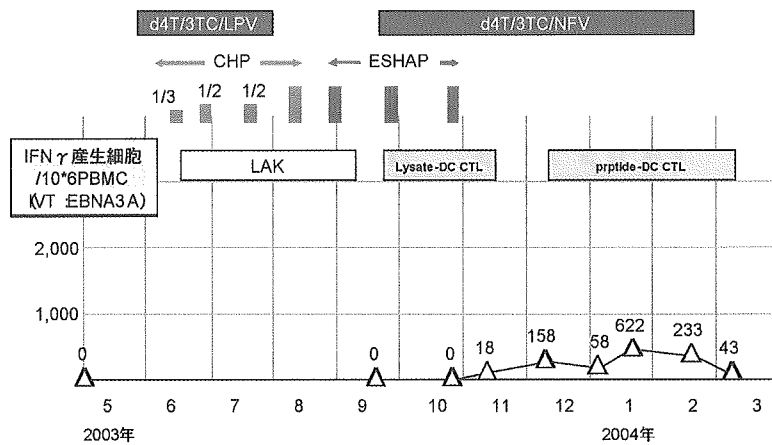 d4T/3TC/LPV
d4T/3TC/NFV
CHP
ESHAP
1/3
1/2
1/2
IFNγ産生細胞
/10*6PBMC
(VT :EBNA3A)
LAK
Lysate-DC CTL
prptide-DC CTL
2,000
1,000
0
0
0
18
158
58
622
233
43
5
6
7
8
9
10
11
12
1
2
3
2003年
2004年